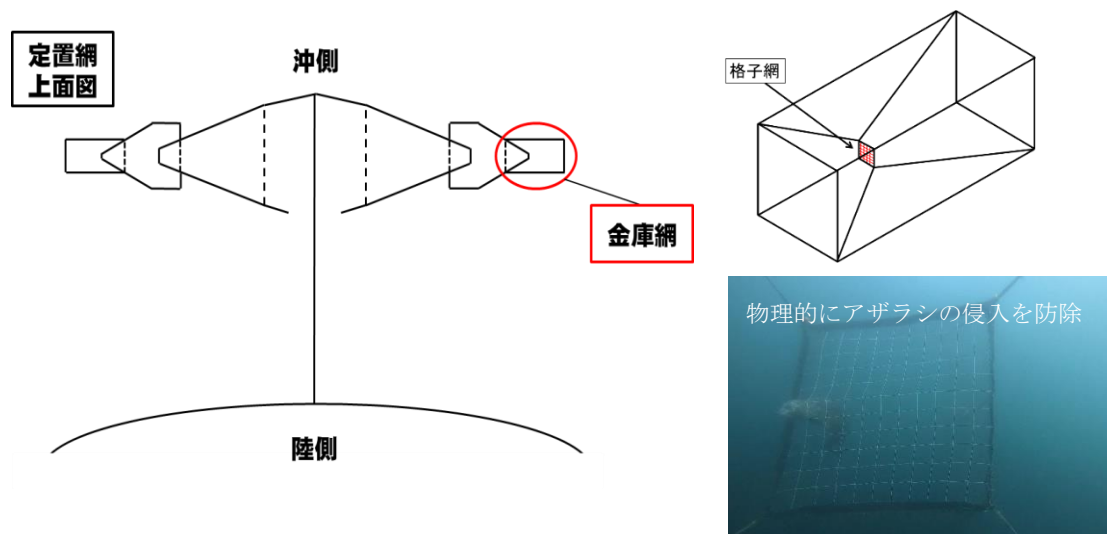 定置網
上面図
沖側
金庫網
陸側
格子網
物理的にアザラシの侵入を防除